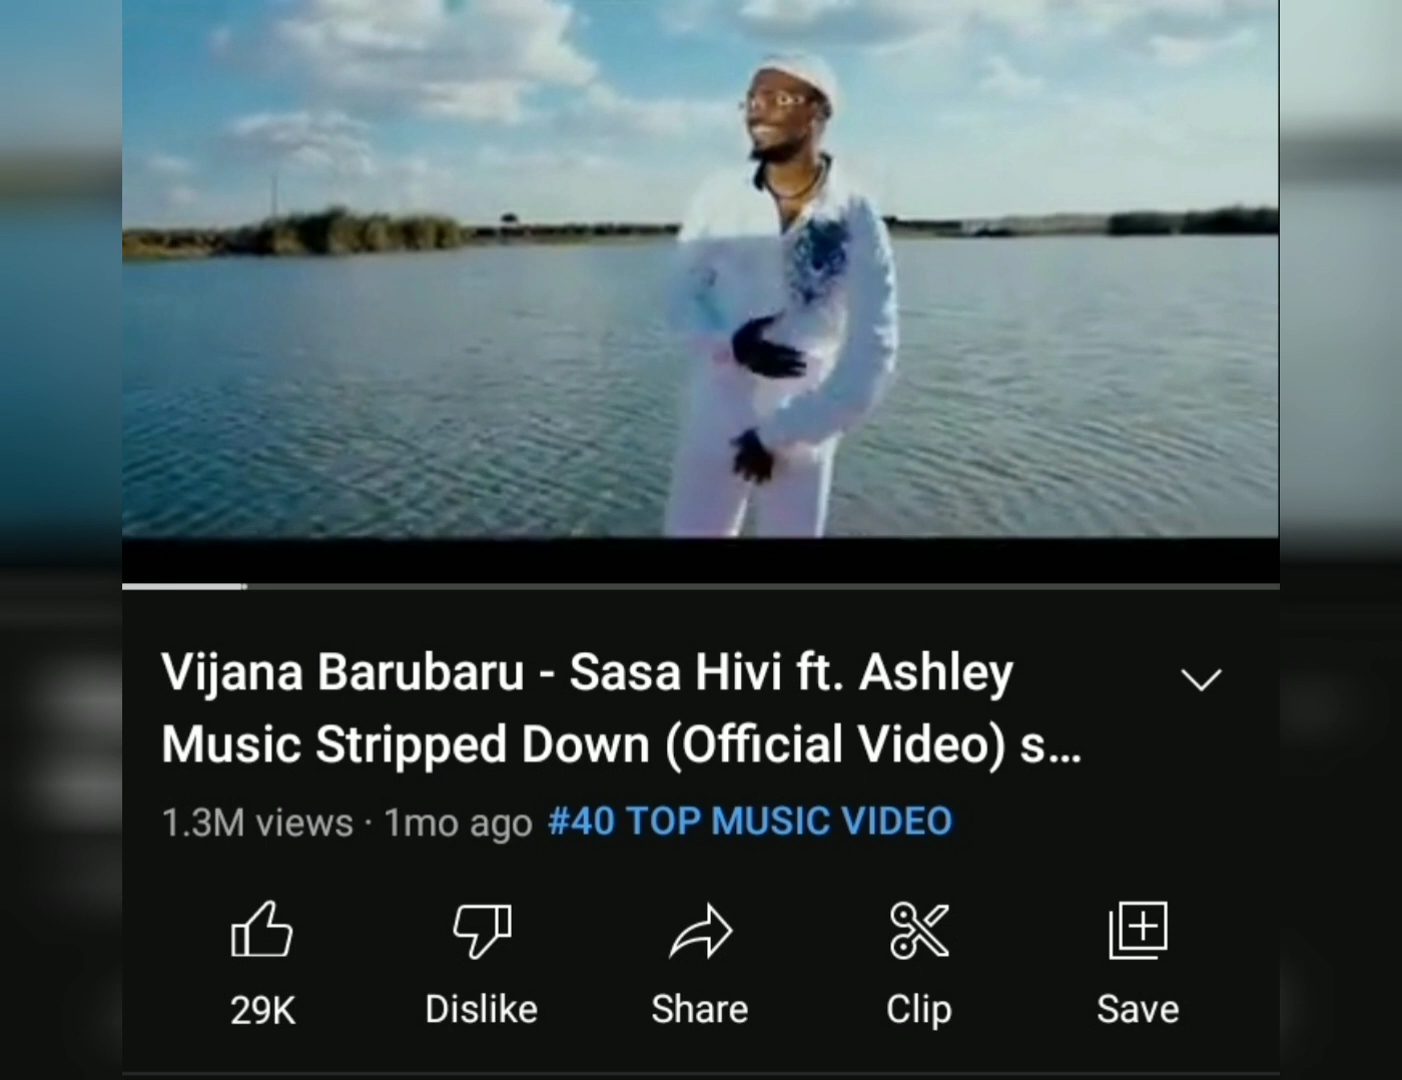 Vijana Barubaru - Sasa Hivi ft. Ashley
Music Stripped Down (Official Video) s...
1.3M views · 1mo ago #40 TOP MUSIC VIDEO
29K Dislike Share Clip Save